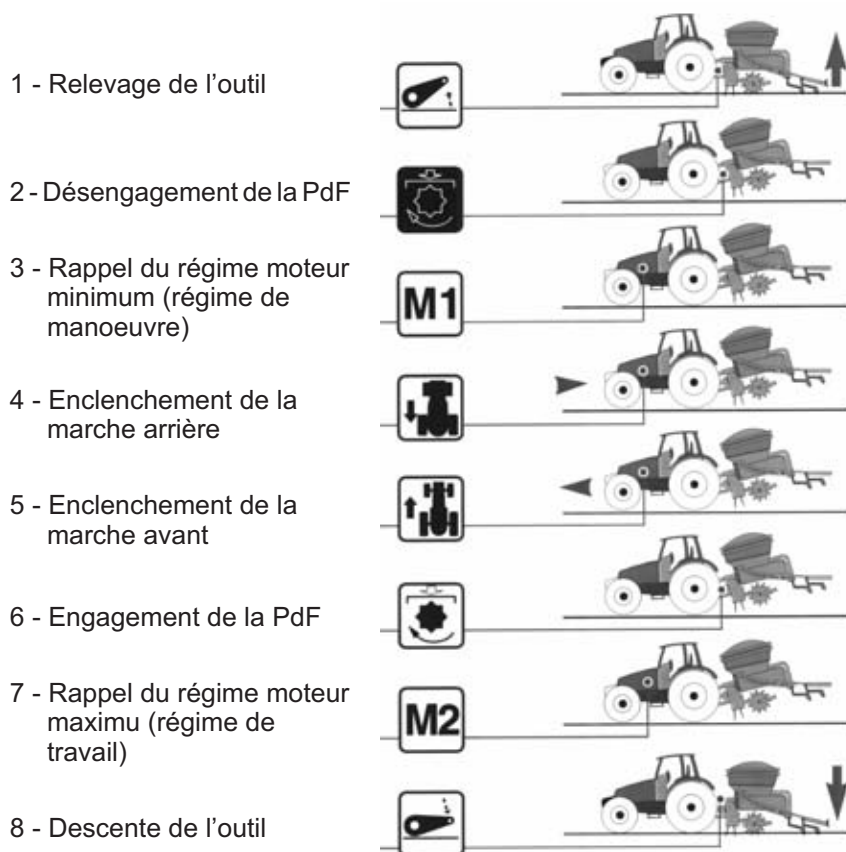 1 - Relevage de l'outil
2 - Désengagement de la PdF
3 - Rappel du régime moteur
minimum (régime de
manoeuvre)
M1
4 - Enclenchement de la
marche arrière
5 - Enclenchement de la
marche avant
6 - Engagement de la PdF
7 - Rappel du régime moteur
maximu (régime de
travail)
M2
8 - Descente de l'outil